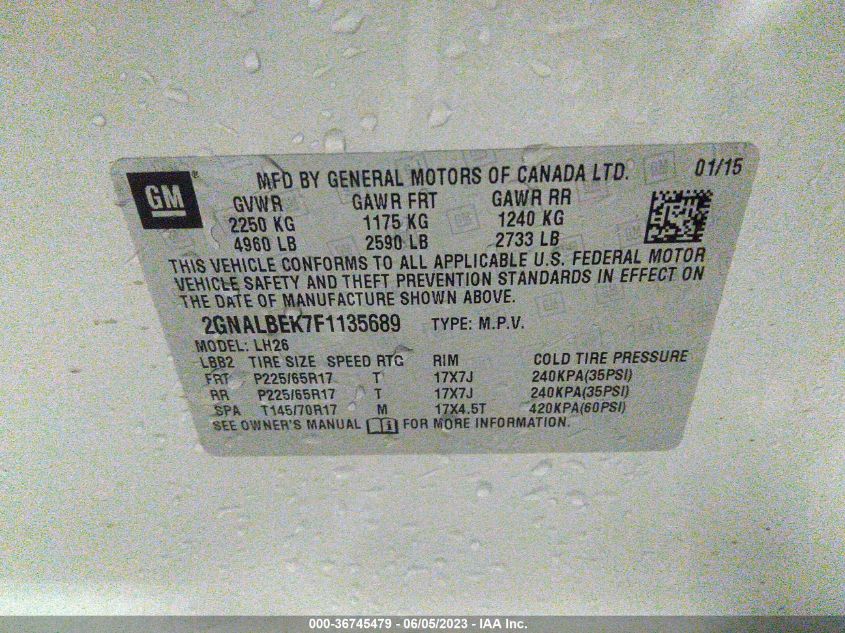 GM ® MFD BY GENERAL MOTORS OF CANADA LTD. 01/15
GVWR GAWR FRT GAWR RR
2250 KG 1175 KG 1240 KG
4960 LB 2590 LB 2733 LB
THIS VEHICLE CONFORMS TO ALL APPLICABLE U.S. FEDERAL MOTOR
VEHICLE SAFETY AND THEFT PREVENTION STANDARDS IN EFFECT ON
THE DATE OF MANUFACTURE SHOWN ABOVE.
2GNALBEK7F1135689 TYPE: M.P.V.
MODEL: LH26
LBB2 TIRE SIZE SPEED RTG RIM COLD TIRE PRESSURE
FRT P225/65R17 T 17X7J 240KPA(35PSI)
RR P225/65R17 T 17X7J 240KPA(35PSI)
SPA T145/70R17 M 17X4.5T 420KPA(60PSI)
SEE OWNER'S MANUAL FOR MORE INFORMATION.
000-36745479 - 06/05/2023 - IAA Inc.